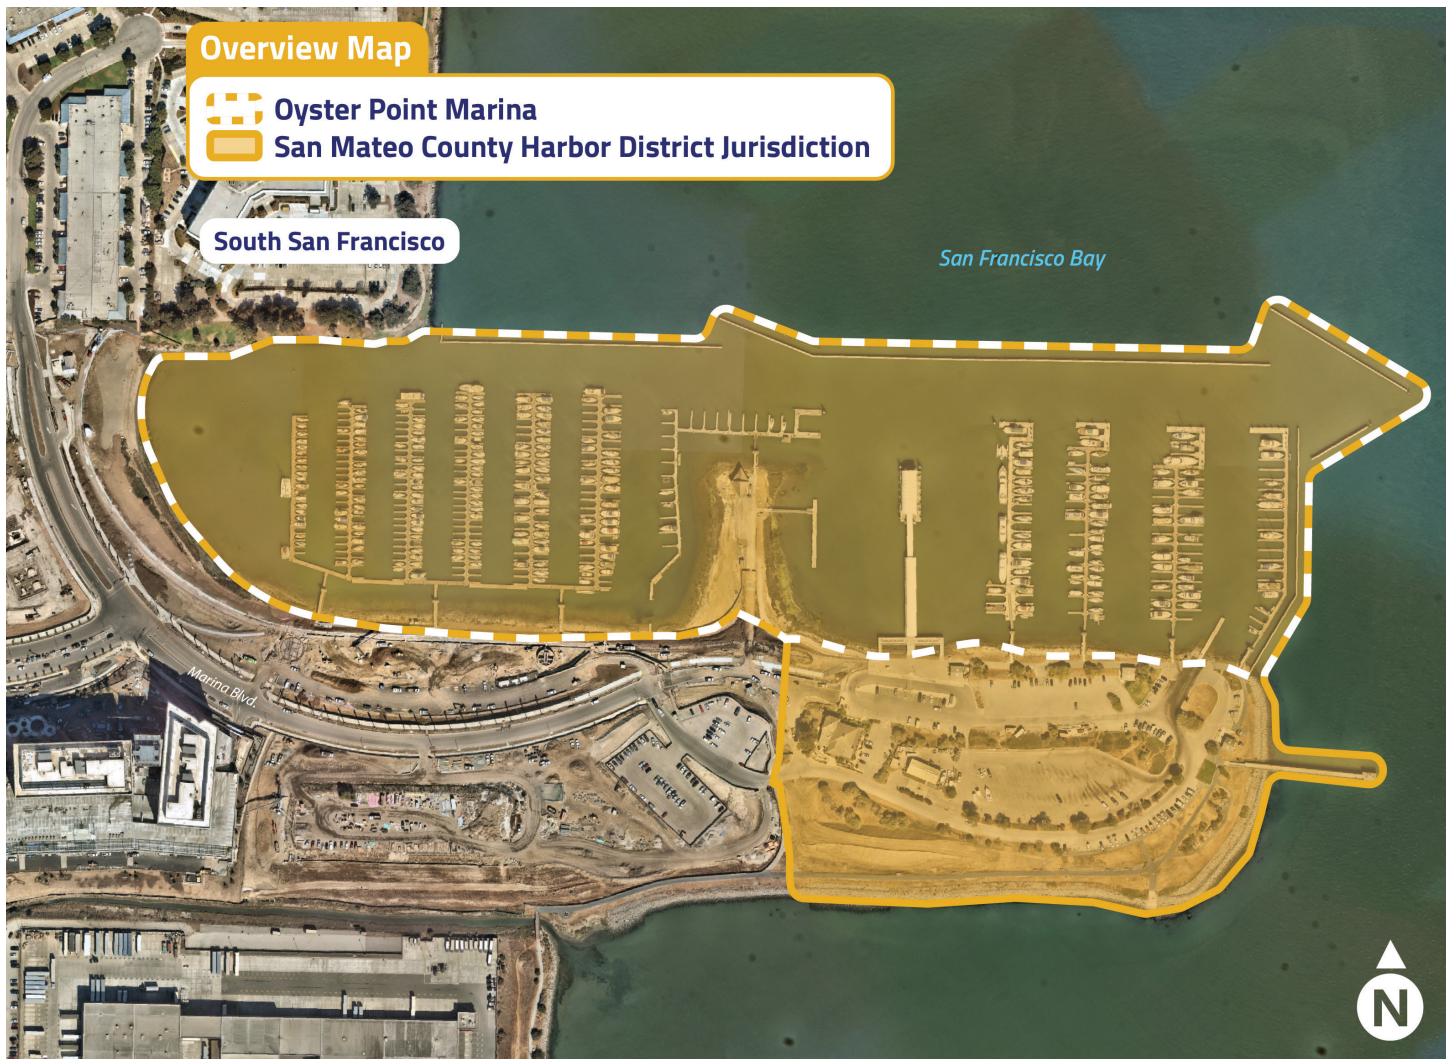 Overview Map
Oyster Point Marina
San Mateo County Harbor District Jurisdiction
South San Francisco
San Francisco Bay
Marina Blvd.
N